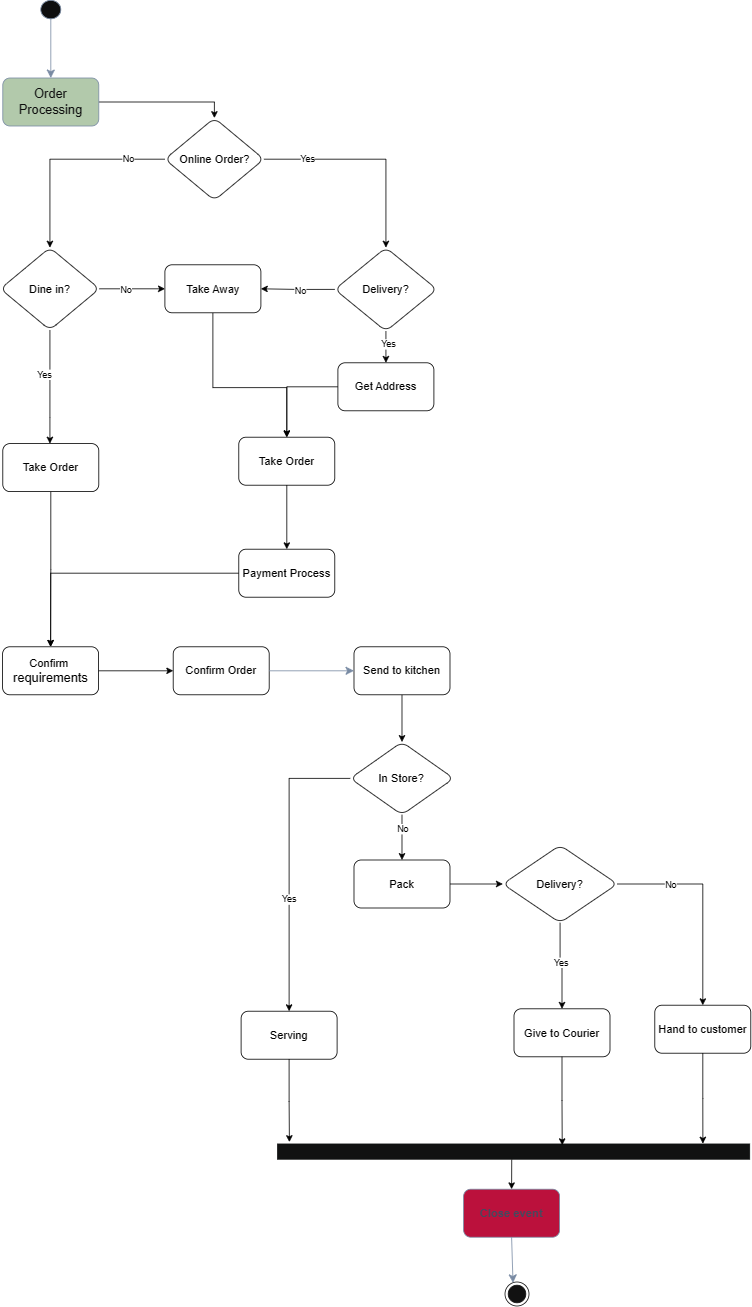 Order
Processing
Online Order?
No
Yes
Dine in?
No
Take Away
No
Delivery?
Yes
Yes
Get Address
Take Order
Take Order
Payment Process
Confirm
requirements
Confirm Order
Send to kitchen
In Store?
No
Yes
Pack
Delivery?
No
Yes
Serving
Give to Courier
Hand to customer